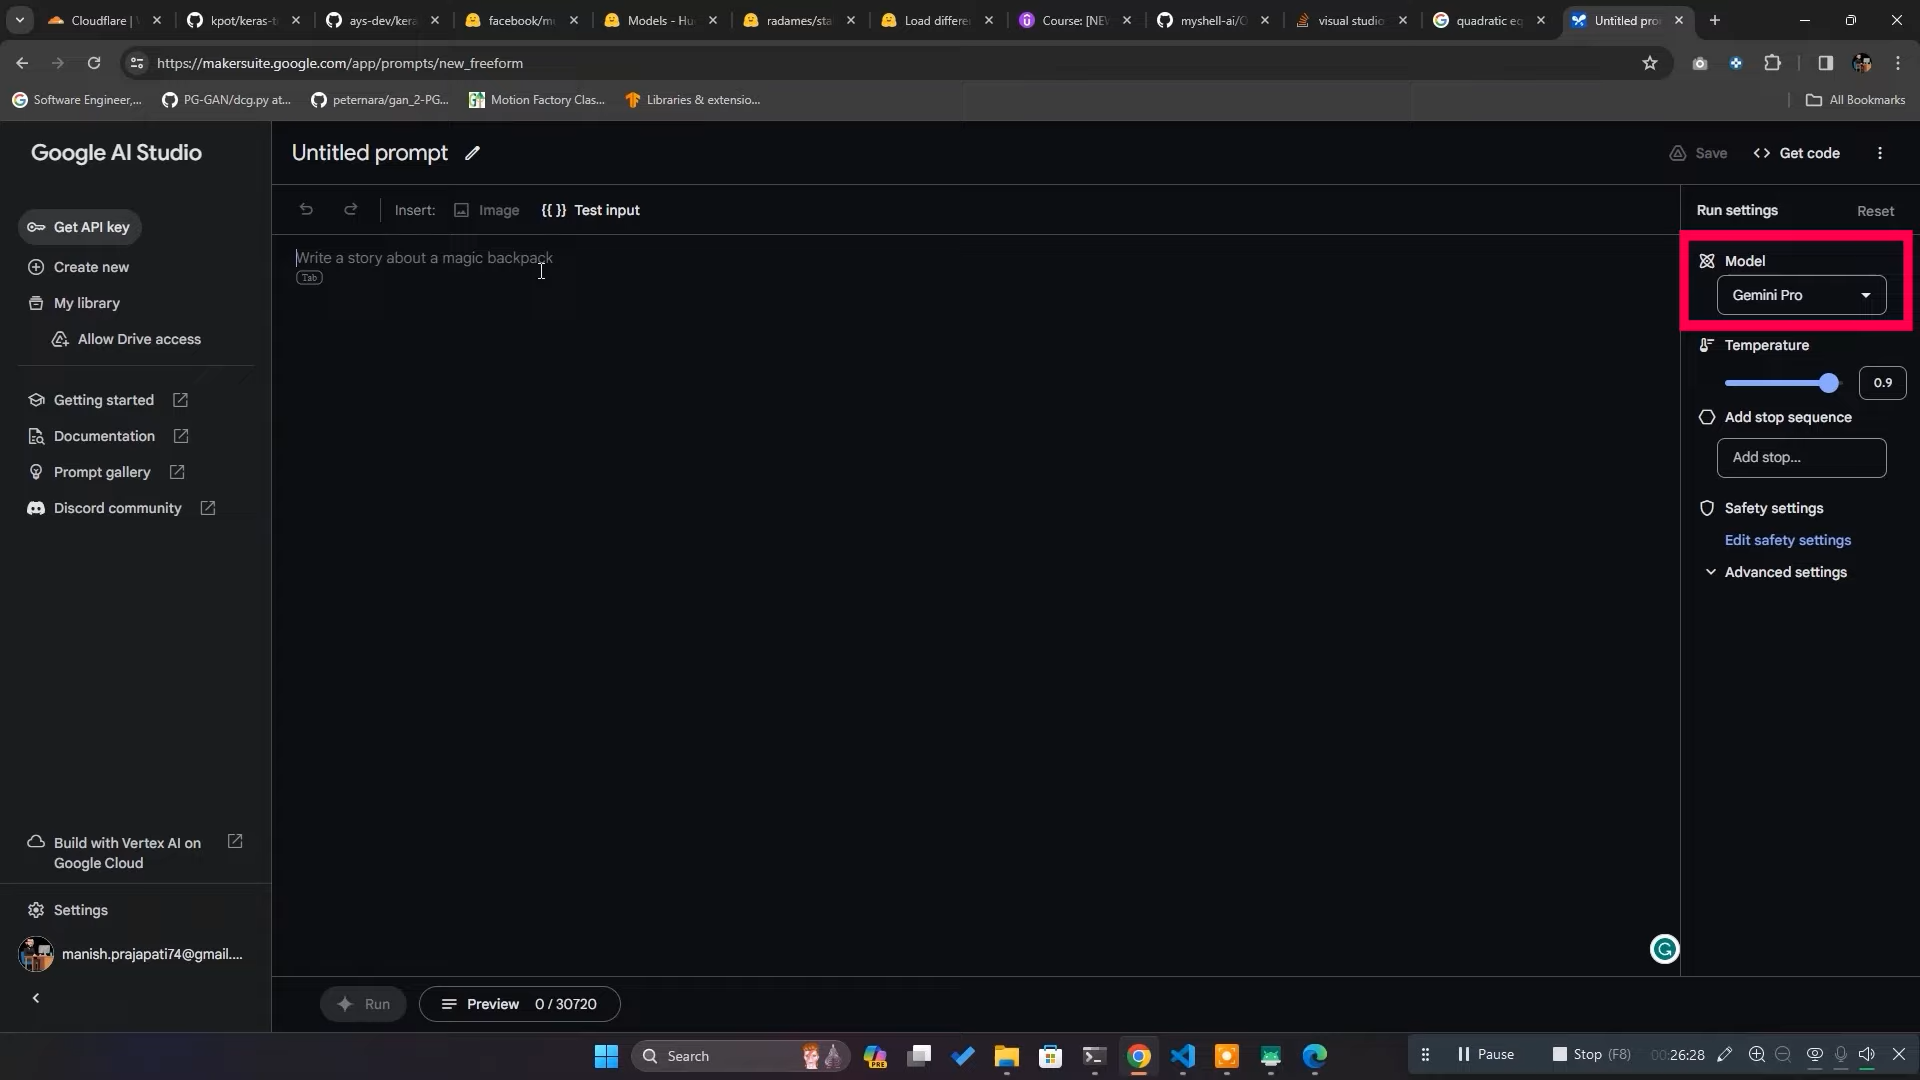 Cloudflare |
kpot/keras-t
ays-dev/kera
facebook/m
Models - Hu
radames/sta
Load differe
Course: [NEV
myshell-ai/O
visual studio
quadratic eq
Untitled pro
https://makersuite.google.com/app/prompts/new_freeform
Software Engineer,...
PG-GAN/dcg.py at...
peternara/gan_2-PG...
Motion Factory Clas...
Libraries & extensio...
All Bookmarks
Google AI Studio
Untitled prompt
Save
Get code
Get API key
Insert:
Image
{{ }} Test input
Run settings
Reset
Create new
Write a story about a magic backpack
Tab
Model
Gemini Pro
My library
Allow Drive access
Temperature
0.9
Getting started
Add stop sequence
Documentation
Add stop...
Prompt gallery
Discord community
Safety settings
Edit safety settings
Advanced settings
Build with Vertex AI on
Google Cloud
Settings
manish.prajapati74@gmail....
Run
Preview
0 / 30720
Search
PRE
Pause
Stop (F8)
00:26:28